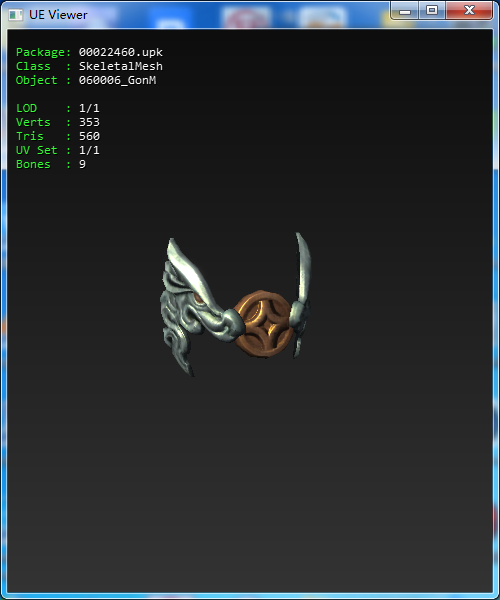 UE Viewer
Package: 00022460.upk
Class : SkeletalMesh
Object : 060006_GonM
LOD : 1/1
Verts : 353
Tris : 560
UV Set : 1/1
Bones : 9